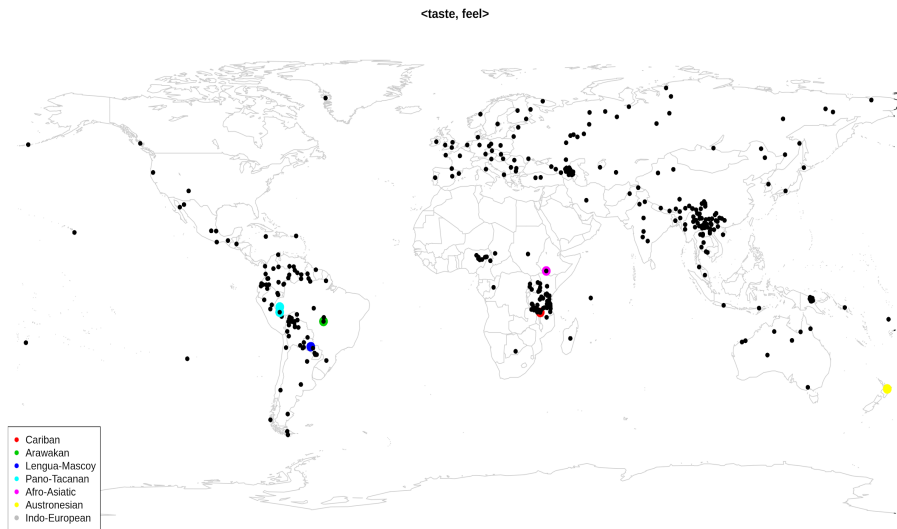 <taste, feel>
Cariban
Arawakan
Lengua-Mascoy
Pano-Tacanan
Afro-Asiatic
Austronesian
Indo-European